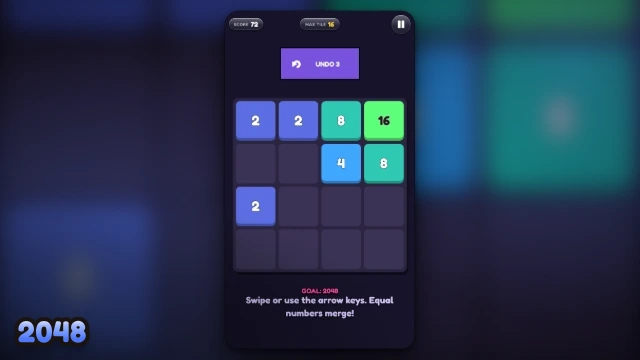 SCORE 72
MAX TILE 16
UNDO 3
2 2 8 16
4 8
2
GOAL: 2048
Swipe or use the arrow keys. Equal
numbers merge!
2048